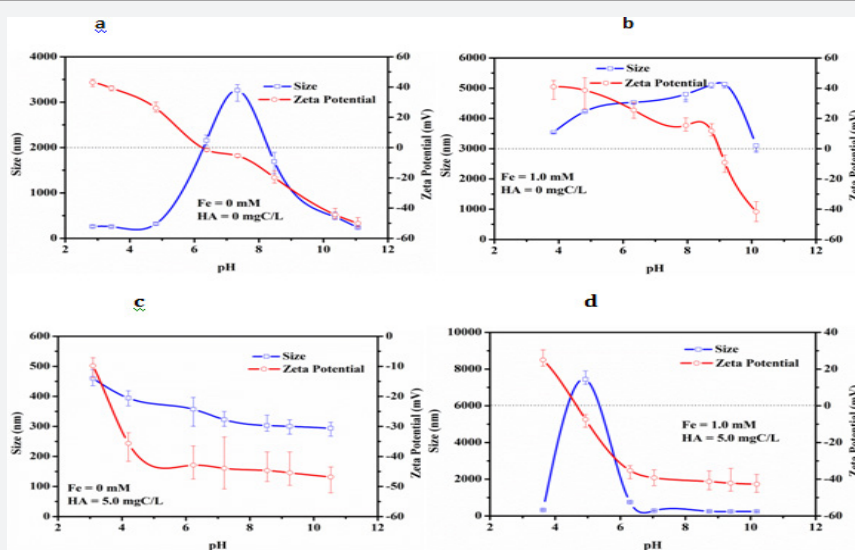 a
b
4000
3000
2000
1000
0
Size (nm)
60
40
20
0
-20
-40
-60
Zeta Potential (mV)
Size
Zeta Potential
Fe = 0 mM
HA = 0 mgC/L
2 4 6 8 10 12
pH
6000
5000
4000
3000
2000
1000
0
Size (nm)
60
40
20
0
-20
-40
-60
Zeta Potential (mV)
Size
Zeta Potential
Fe = 1.0 mM
HA = 0 mgC/L
2 4 6 8 10 12
pH
c
d
600
500
400
300
200
100
0
Size (nm)
0
-10
-20
-30
-40
-50
-60
Zeta Potential (mV)
Size
Zeta Potential
Fe = 0 mM
HA = 5.0 mgC/L
2 4 6 8 10 12
pH
10000
8000
6000
4000
2000
0
Size (nm)
40
20
0
-20
-40
-60
Zeta Potential (mV)
Size
Zeta Potential
Fe = 1.0 mM
HA = 5.0 mgC/L
2 4 6 8 10 12
pH